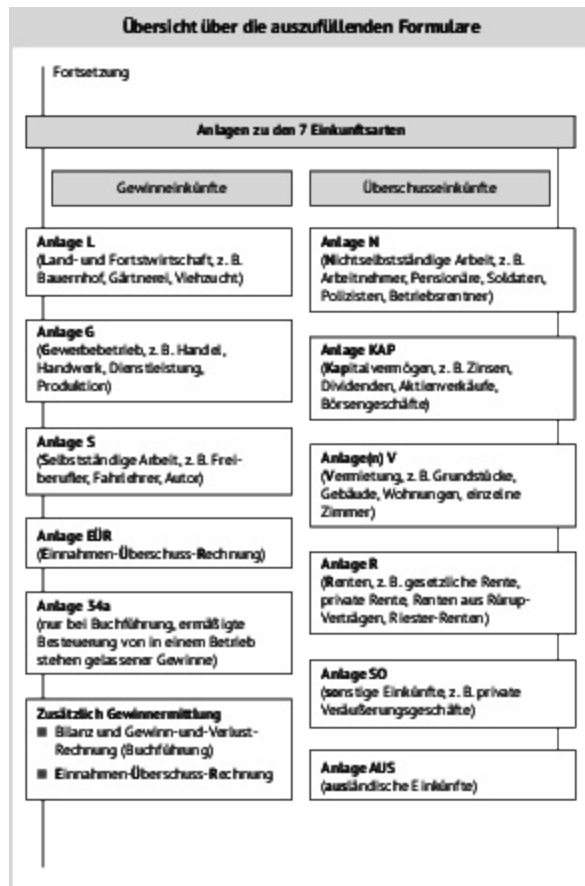 Übersicht über die auszufüllenden Formulare
Fortsetzung
Anlagen zu den 7 Einkunftsarten
Gewinneinkünfte
Anlage L
(Land- und Fortstwirtschaft, z. B.
Bauernhof, Gärtnerei, Viehzucht)
Anlage G
(Gewerbebetrieb, z. B. Handel,
Handwerk, Dienstleistung,
Produktion)
Anlage S
(Selbstständige Arbeit, z. B. Frei-
berufler, Fahrlehrer, Autor)
Anlage EÜR
(Einnahmen-Überschuss-Rechnung)
Anlage 34a
(nur bei Buchführung, ermäßigte
Besteuerung von in einem Betrieb
stehen gelassener Gewinne)
Zusätzlich Gewinnermittlung
■ Bilanz und Gewinn-und-Verlust-
Rechnung (Buchführung)
■ Einnahmen-Überschuss-Rechnung
Überschusseinkünfte
Anlage N
(Nichtselbstständige Arbeit, z. B.
Arbeitnehmer, Pensionäre, Soldaten,
Polizisten, Betriebsrentner)
Anlage KAP
(Kapitalvermögen, z. B. Zinsen,
Dividenden, Aktienverkäufe,
Börsengeschäfte)
Anlage(n) V
(Vermietung, z. B. Grundstücke,
Gebäude, Wohnungen, einzelne
Zimmer)
Anlage R
(Renten, z. B. gesetzliche Rente,
private Rente, Renten aus Rürup-
Verträgen, Riester-Renten)
Anlage SO
(sonstige Einkünfte, z. B. private
Veräußerungsgeschäfte)
Anlage AUS
(ausländische Einkünfte)